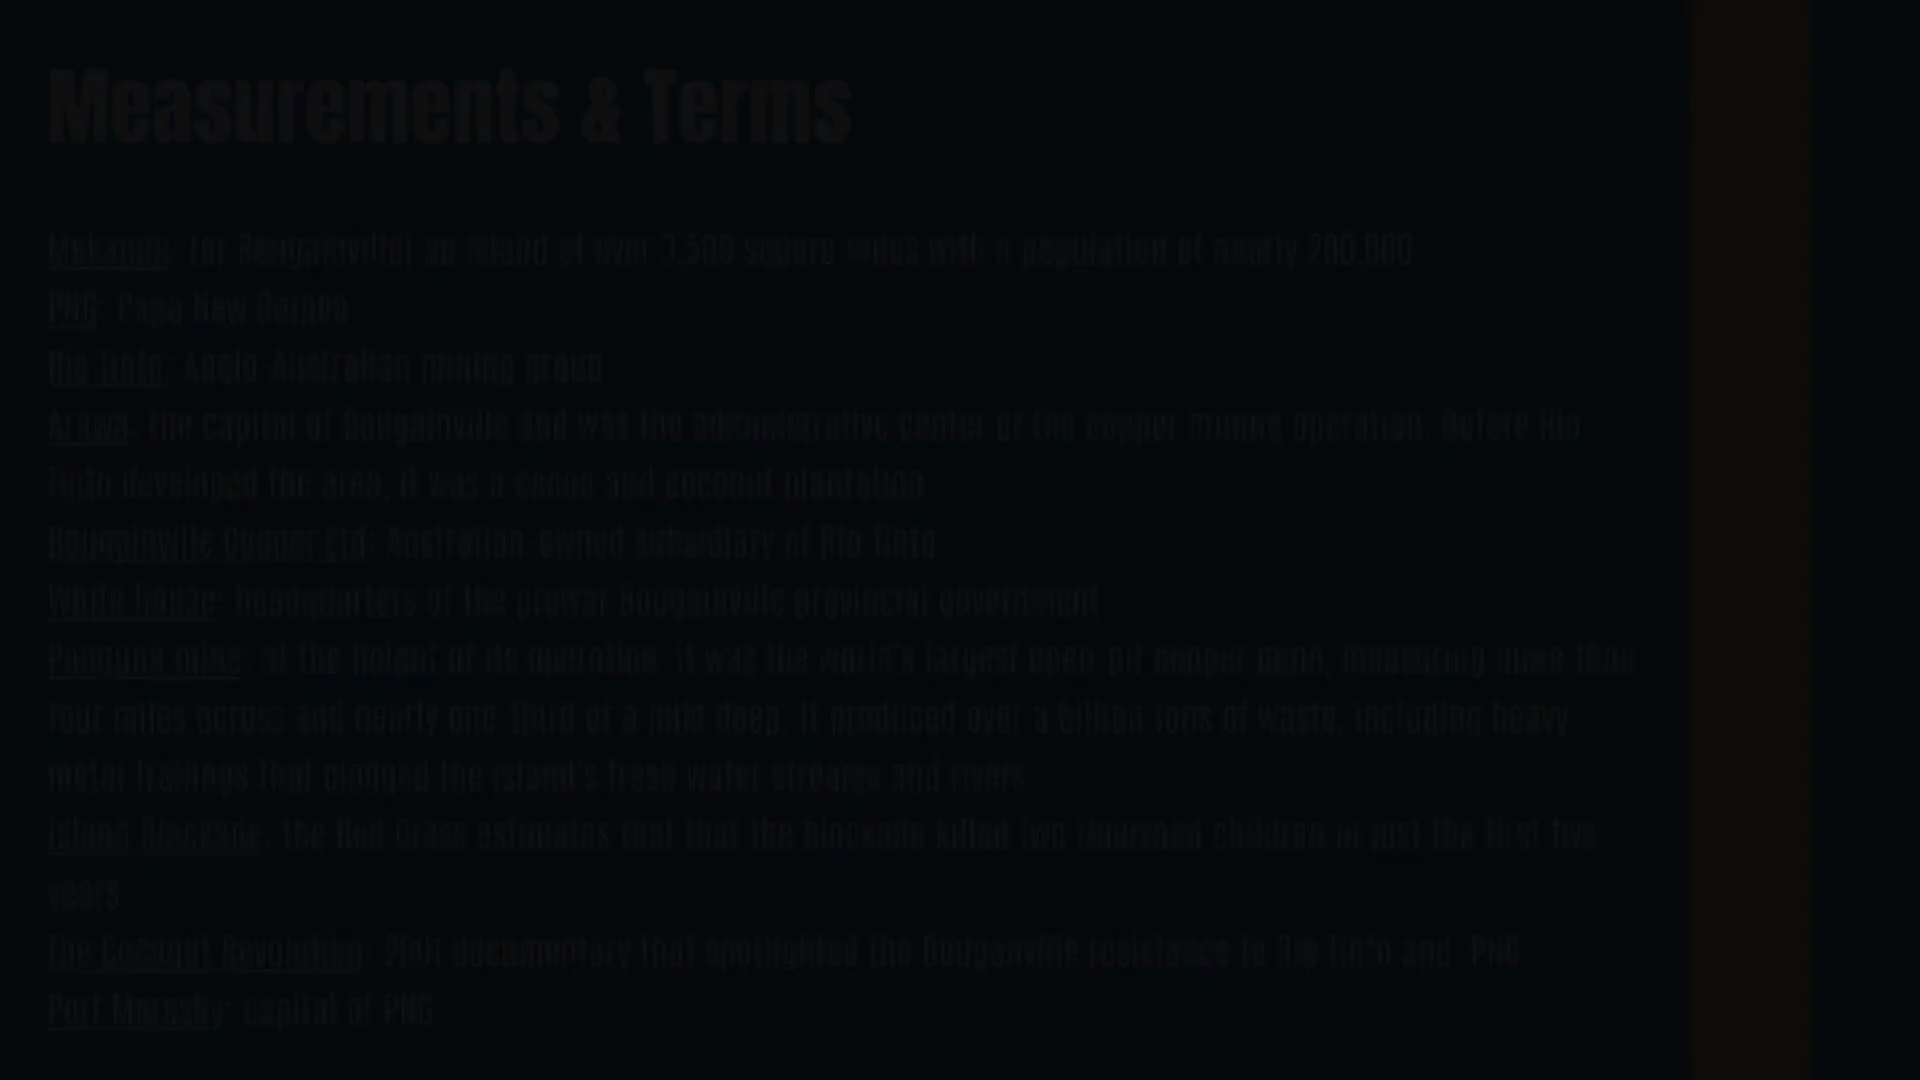 Measurements & Terms
Mekamui: (or Bougainville) an island of over 3,500 square miles with a population of nearly 200,000
PNG: Papa New Guinea
Rio Tinto: Anglo-Australian mining group
Arawa: the capital of Bougainville and was the administrative center of the copper mining operation. Before Rio
Tinto developed the area, it was a cocoa and coconut plantation
Bougainville Copper Ltd: Australian-owned subsidiary of Rio Tinto
White house: headquarters of the prewar Bougainville provincial government
Panguna mine: at the height of its operation, it was the world's largest open-pit copper mine, measuring more than
four miles across and nearly one-third of a mile deep. It produced over a billion tons of waste, including heavy
metal trailings that clogged the island's fresh water streams and rivers
Island Blockade: the Red Cross estimates that that the blockade killed two thousand children in just the first two
years
The Coconut Revolution: 2001 documentary that spotlighted the Bouganville resistance to Rio Tinto and PNG
Port Moresby: capital of PNG